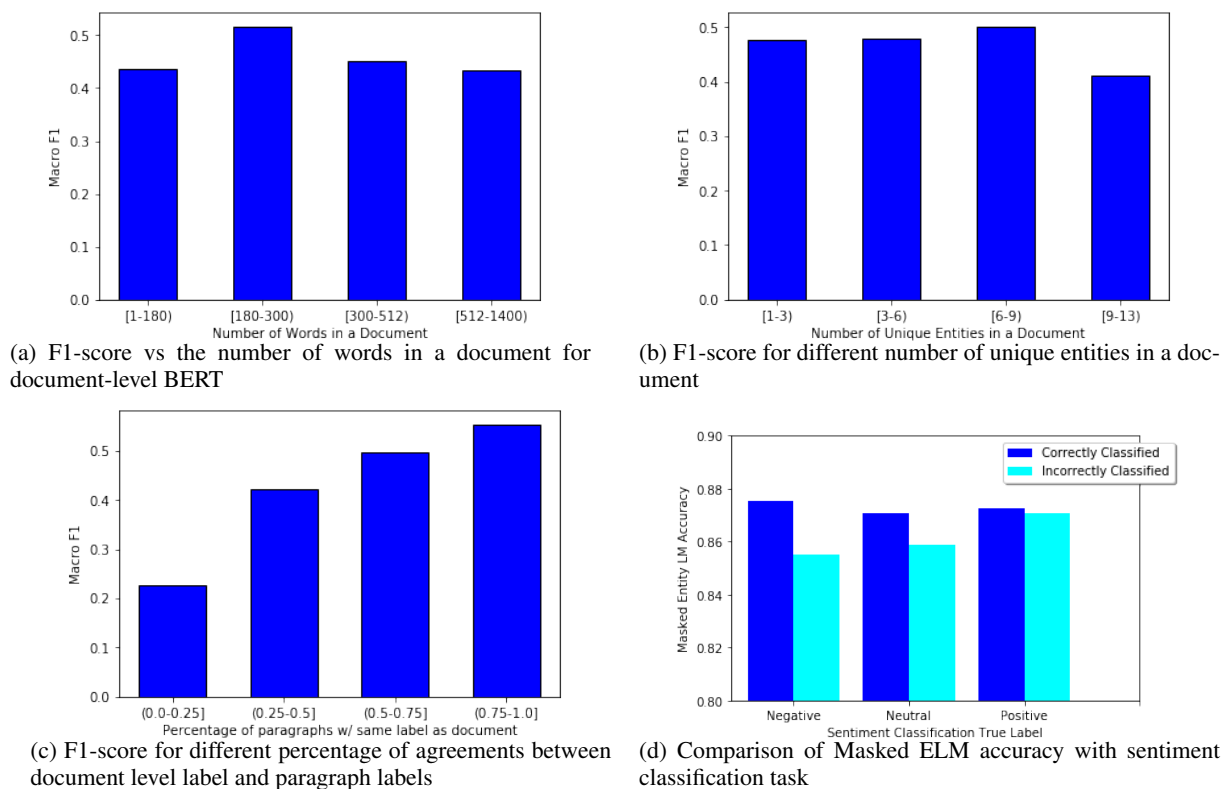 0.5
0.4
0.3
0.2
0.1
0.0
Macro F1
[1-180)
[180-300)
[300-512)
[512-1400)
Number of Words in a Document
(a) F1-score vs the number of words in a document for
document-level BERT
0.5
0.4
0.3
0.2
0.1
0.0
Macro F1
[1-3)
[3-6)
[6-9)
[9-13)
Number of Unique Entities in a Document
(b) F1-score for different number of unique entities in a doc-
ument
0.5
0.4
0.3
0.2
0.1
0.0
Macro F1
(0.0-0.25]
(0.25-0.5]
(0.5-0.75]
(0.75-1.0]
Percentage of paragraphs w/ same label as document
(c) F1-score for different percentage of agreements between
document level label and paragraph labels
0.90
0.88
0.86
0.84
0.82
0.80
Masked Entity LM Accuracy
Correctly Classified
Incorrectly Classified
Negative
Neutral
Positive
Sentiment Classification True Label
(d) Comparison of Masked ELM accuracy with sentiment
classification task